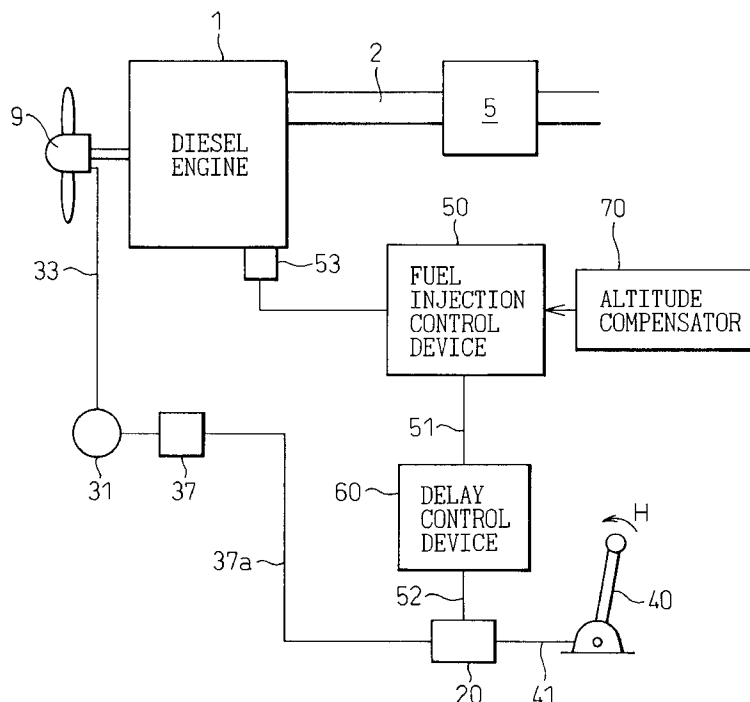 1
2
9
5
DIESEL
ENGINE
50
70
33
53
FUEL
INJECTION
CONTROL
DEVICE
ALTITUDE
COMPENSATOR
51
31
37
60
DELAY
CONTROL
DEVICE
H
37a
52
40
20
41